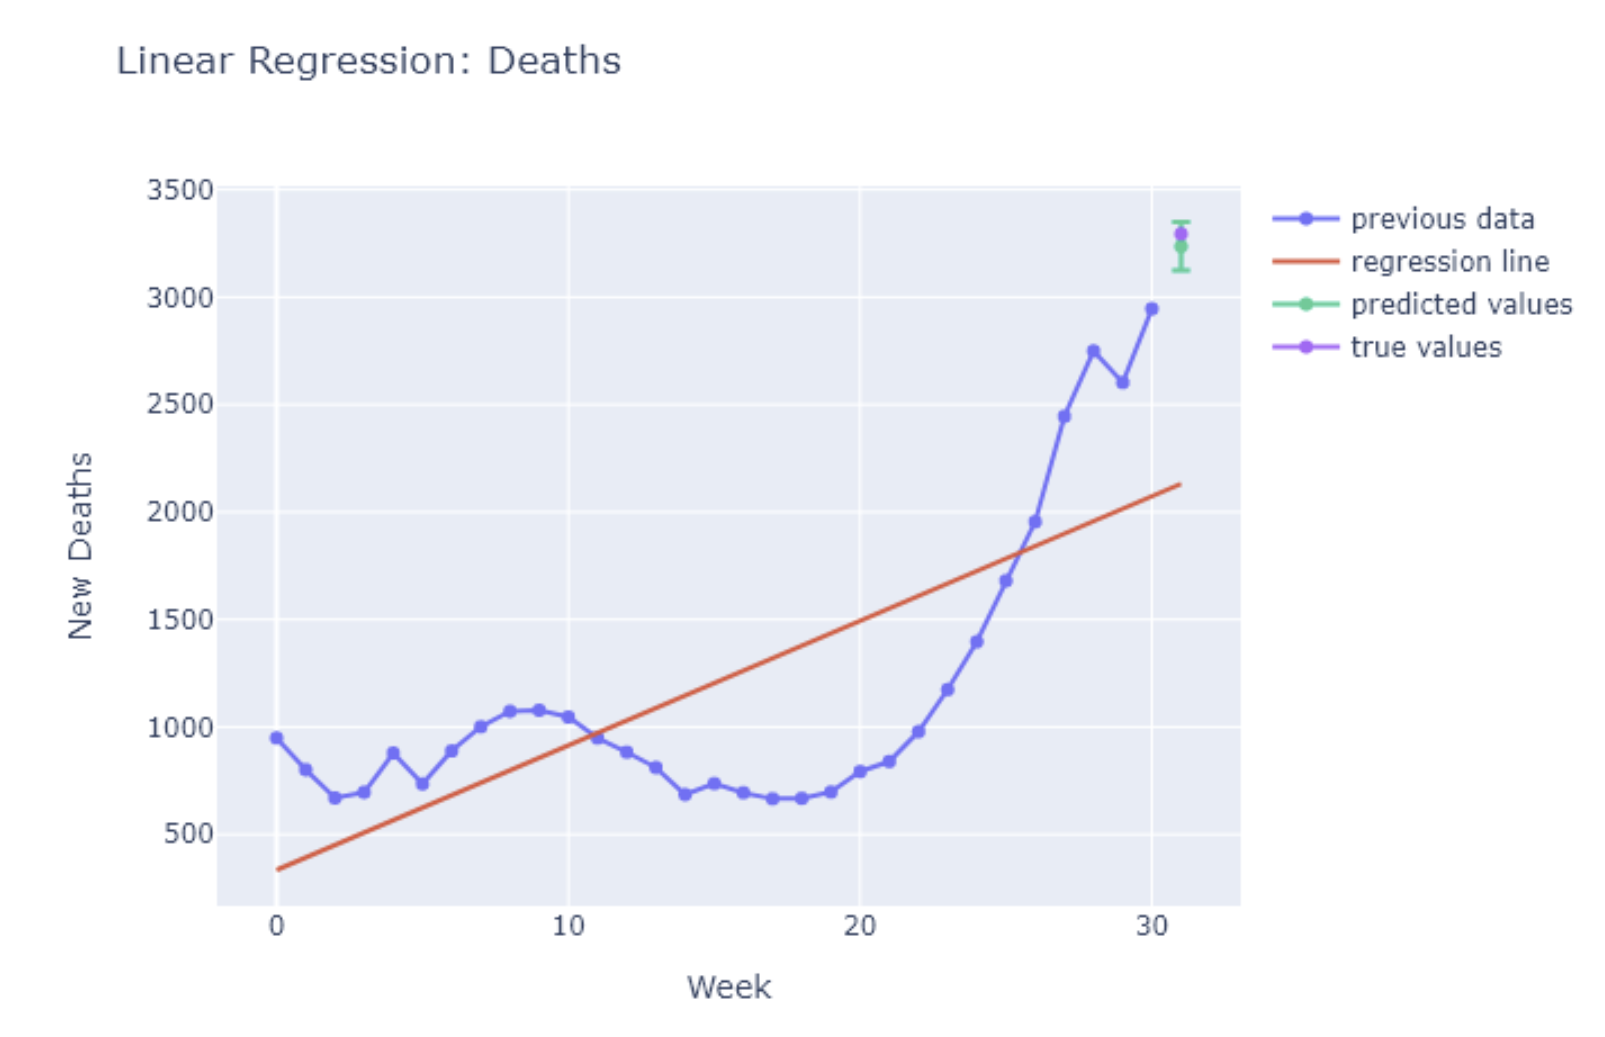 Linear Regression: Deaths
3500
3000
2500
2000
1500
1000
500
New Deaths
0 10 20 30
Week
previous data
regression line
predicted values
true values